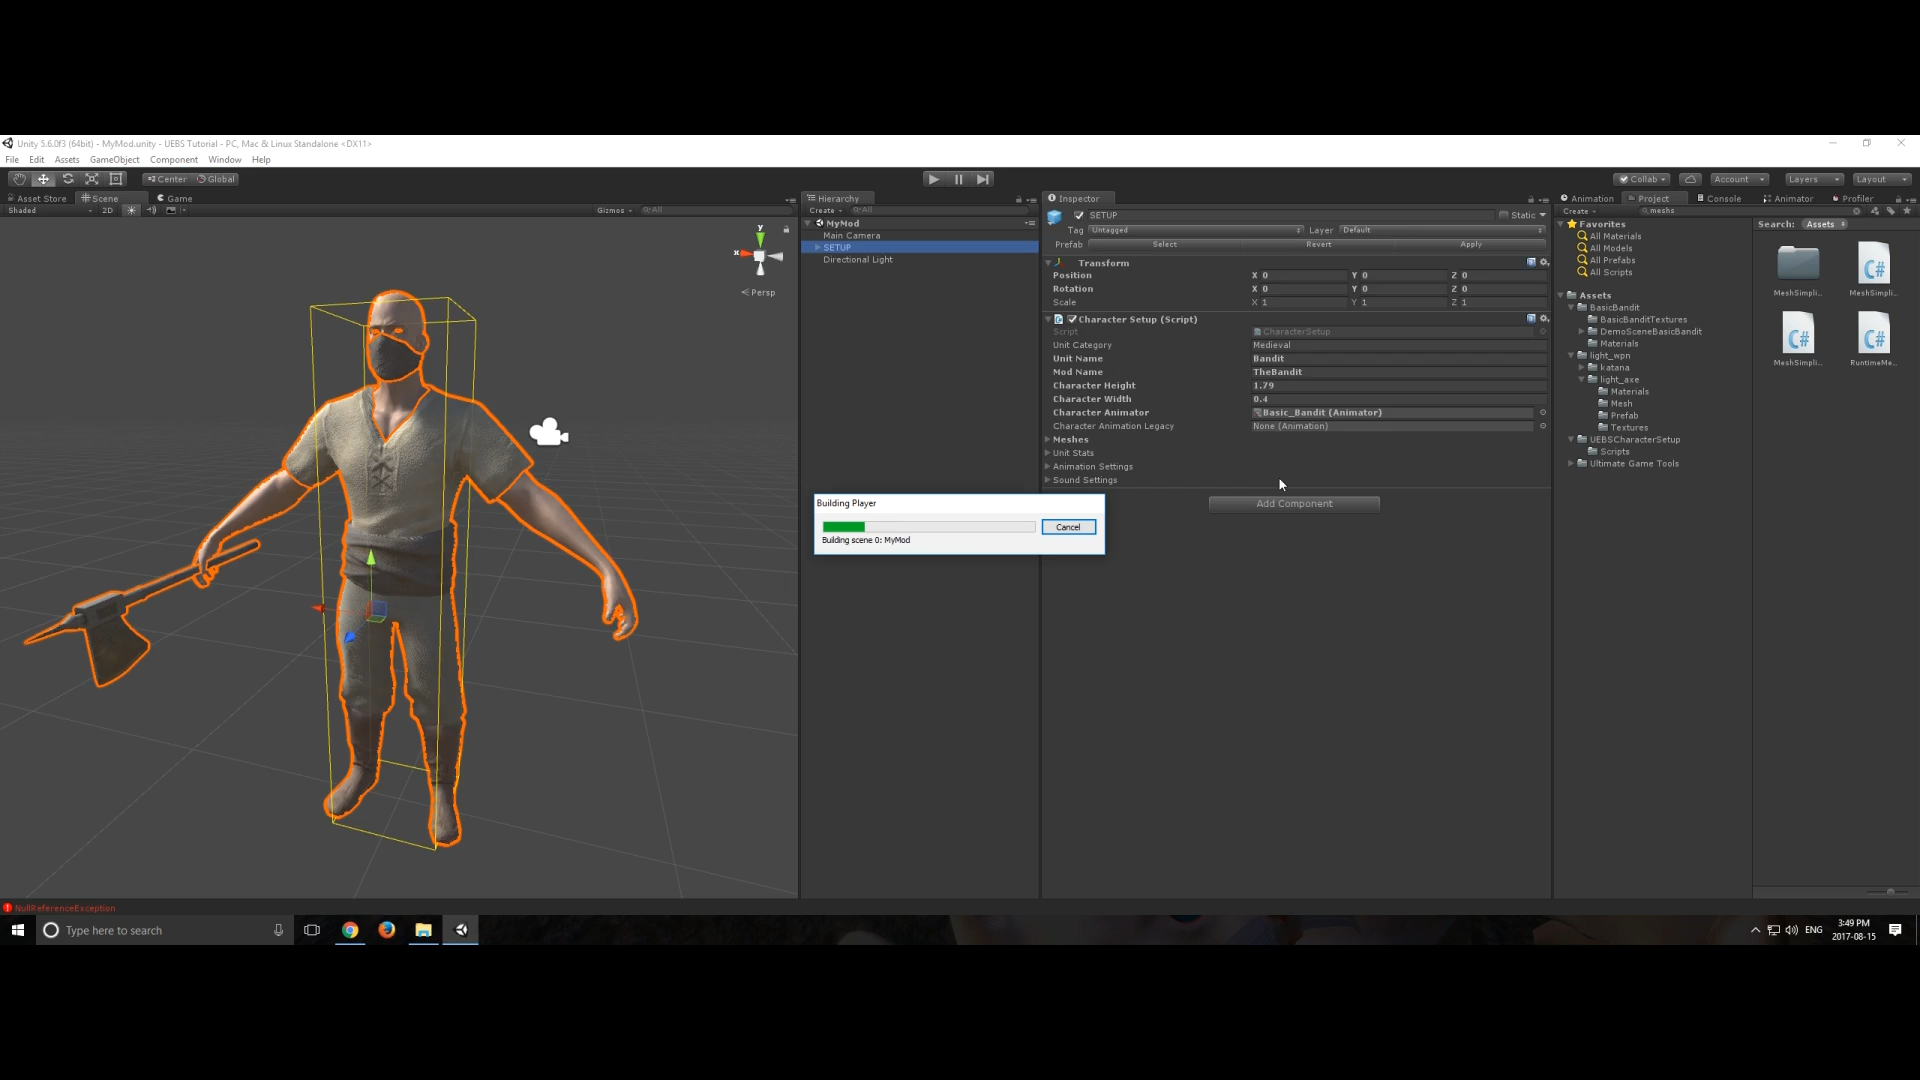 Unity 5.6.0f3 (64bit) - MyMod.unity - UEBS Tutorial - PC, Mac & Linux Standalone <DX11>
File Edit Assets GameObject Component Window Help
Center Global
Collab Account Layers Layout
Asset Store Scene Game
Shaded 2D Gizmos All
y
x
Persp
Hierarchy
Create All
MyMod
Main Camera
SETUP
Directional Light
Inspector
SETUP Static
Tag Untagged Layer Default
Prefab Select Revert Apply
Transform
Position X 0 Y 0 Z 0
Rotation X 0 Y 0 Z 0
Scale X 1 Y 1 Z 1
Character Setup (Script)
Script CharacterSetup
Unit Category Medieval
Unit Name Bandit
Mod Name TheBandit
Character Height 1.79
Character Width 0.4
Character Animator Basic_Bandit (Animator)
Character Animation Legacy None (Animation)
Meshes
Unit Stats
Animation Settings
Sound Settings
Add Component
Building Player
Cancel
Building scene 0: MyMod
Animation Project Console Animator Profiler
Create meshs
Favorites
All Materials
All Models
All Prefabs
All Scripts
Assets
BasicBandit
BasicBanditTextures
DemoSceneBasicBandit
Materials
light_wpn
katana
light_axe
Materials
Mesh
Prefab
Textures
UEBSCharacterSetup
Scripts
Ultimate Game Tools
Search: Assets
C#
MeshSimpli... MeshSimpli...
C# C#
MeshSimpli... RuntimeMe...
NullReferenceException
Type here to search
ENG
3:49 PM
2017-08-15